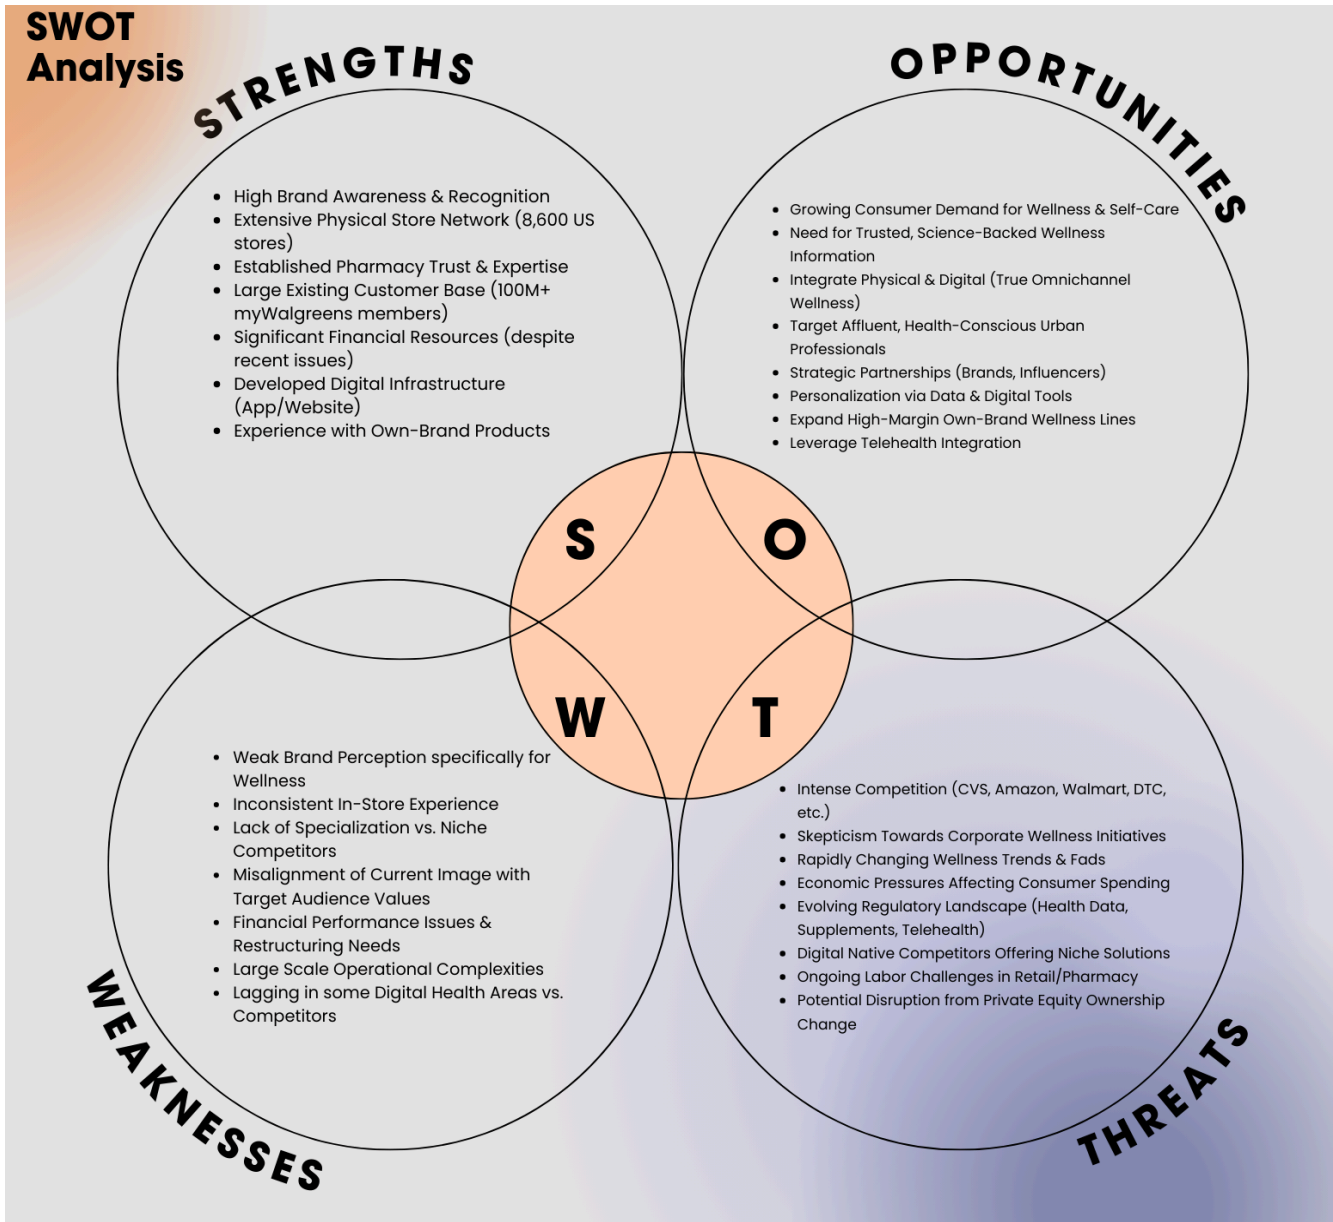 SWOT
Analysis
STRENGTHS
• High Brand Awareness & Recognition
• Extensive Physical Store Network (8,600 US
stores)
• Established Pharmacy Trust & Expertise
• Large Existing Customer Base (100M+
myWalgreens members)
• Significant Financial Resources (despite
recent issues)
• Developed Digital Infrastructure
(App/Website)
• Experience with Own-Brand Products
OPPORTUNITIES
• Growing Consumer Demand for Wellness & Self-Care
• Need for Trusted, Science-Backed Wellness
Information
• Integrate Physical & Digital (True Omnichannel
Wellness)
• Target Affluent, Health-Conscious Urban
Professionals
• Strategic Partnerships (Brands, Influencers)
• Personalization via Data & Digital Tools
• Expand High-Margin Own-Brand Wellness Lines
• Leverage Telehealth Integration
S
O
W
T
• Weak Brand Perception specifically for
Wellness
• Inconsistent In-Store Experience
• Lack of Specialization vs. Niche
Competitors
• Misalignment of Current Image with
Target Audience Values
• Financial Performance Issues &
Restructuring Needs
• Large Scale Operational Complexities
• Lagging in some Digital Health Areas vs.
Competitors
WEAKNESSES
• Intense Competition (CVS, Amazon, Walmart, DTC,
etc.)
• Skepticism Towards Corporate Wellness Initiatives
• Rapidly Changing Wellness Trends & Fads
• Economic Pressures Affecting Consumer Spending
• Evolving Regulatory Landscape (Health Data,
Supplements, Telehealth)
• Digital Native Competitors Offering Niche Solutions
• Ongoing Labor Challenges in Retail/Pharmacy
• Potential Disruption from Private Equity Ownership
Change
THREATS